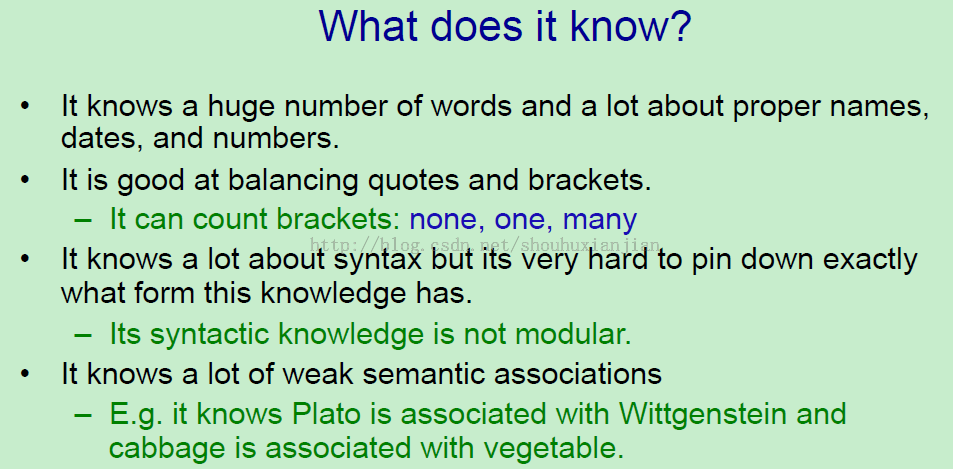 What does it know?
• It knows a huge number of words and a lot about proper names,
dates, and numbers.
• It is good at balancing quotes and brackets.
– It can count brackets: none, one, many
http://blog.csdn.net/shouhuxianjian
• It knows a lot about syntax but its very hard to pin down exactly
what form this knowledge has.
– Its syntactic knowledge is not modular.
• It knows a lot of weak semantic associations
– E.g. it knows Plato is associated with Wittgenstein and
cabbage is associated with vegetable.